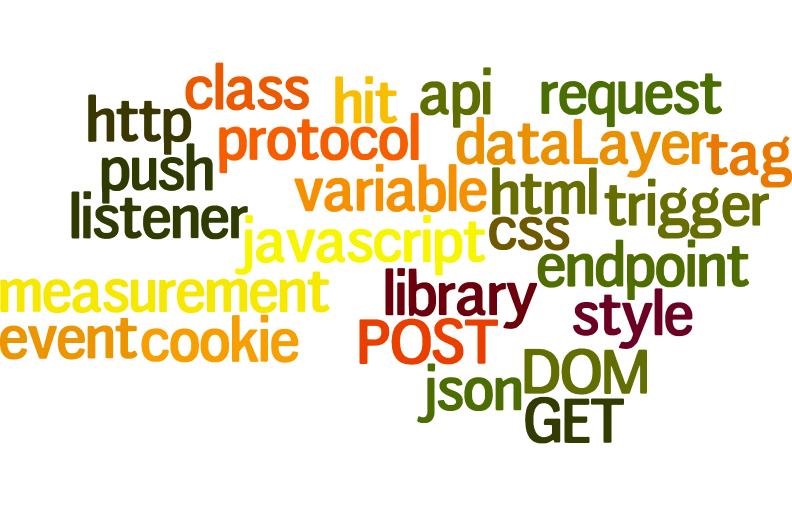 class hit api request
http protocol dataLayer tag
push variable html trigger
listener javascript css
measurement library endpoint
event cookie POST style
json DOM
GET